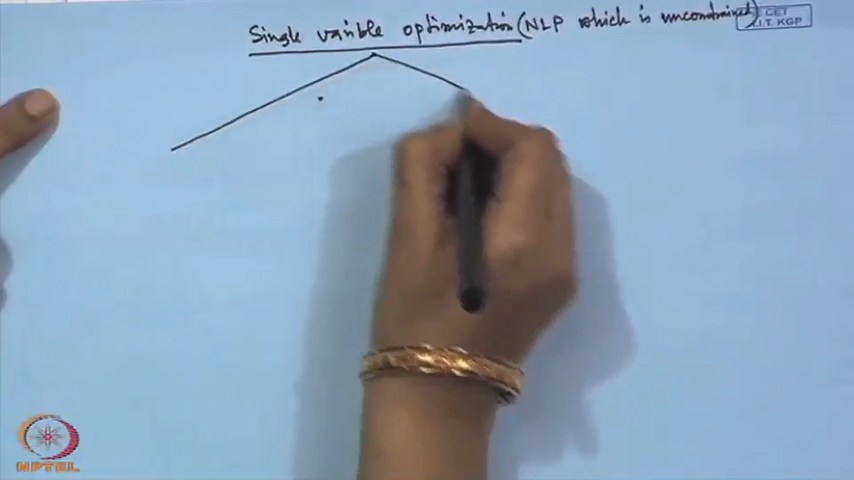 Single variable optimization (NLP which is unconstrained)
CET
I.I.T. KGP
NPTEL